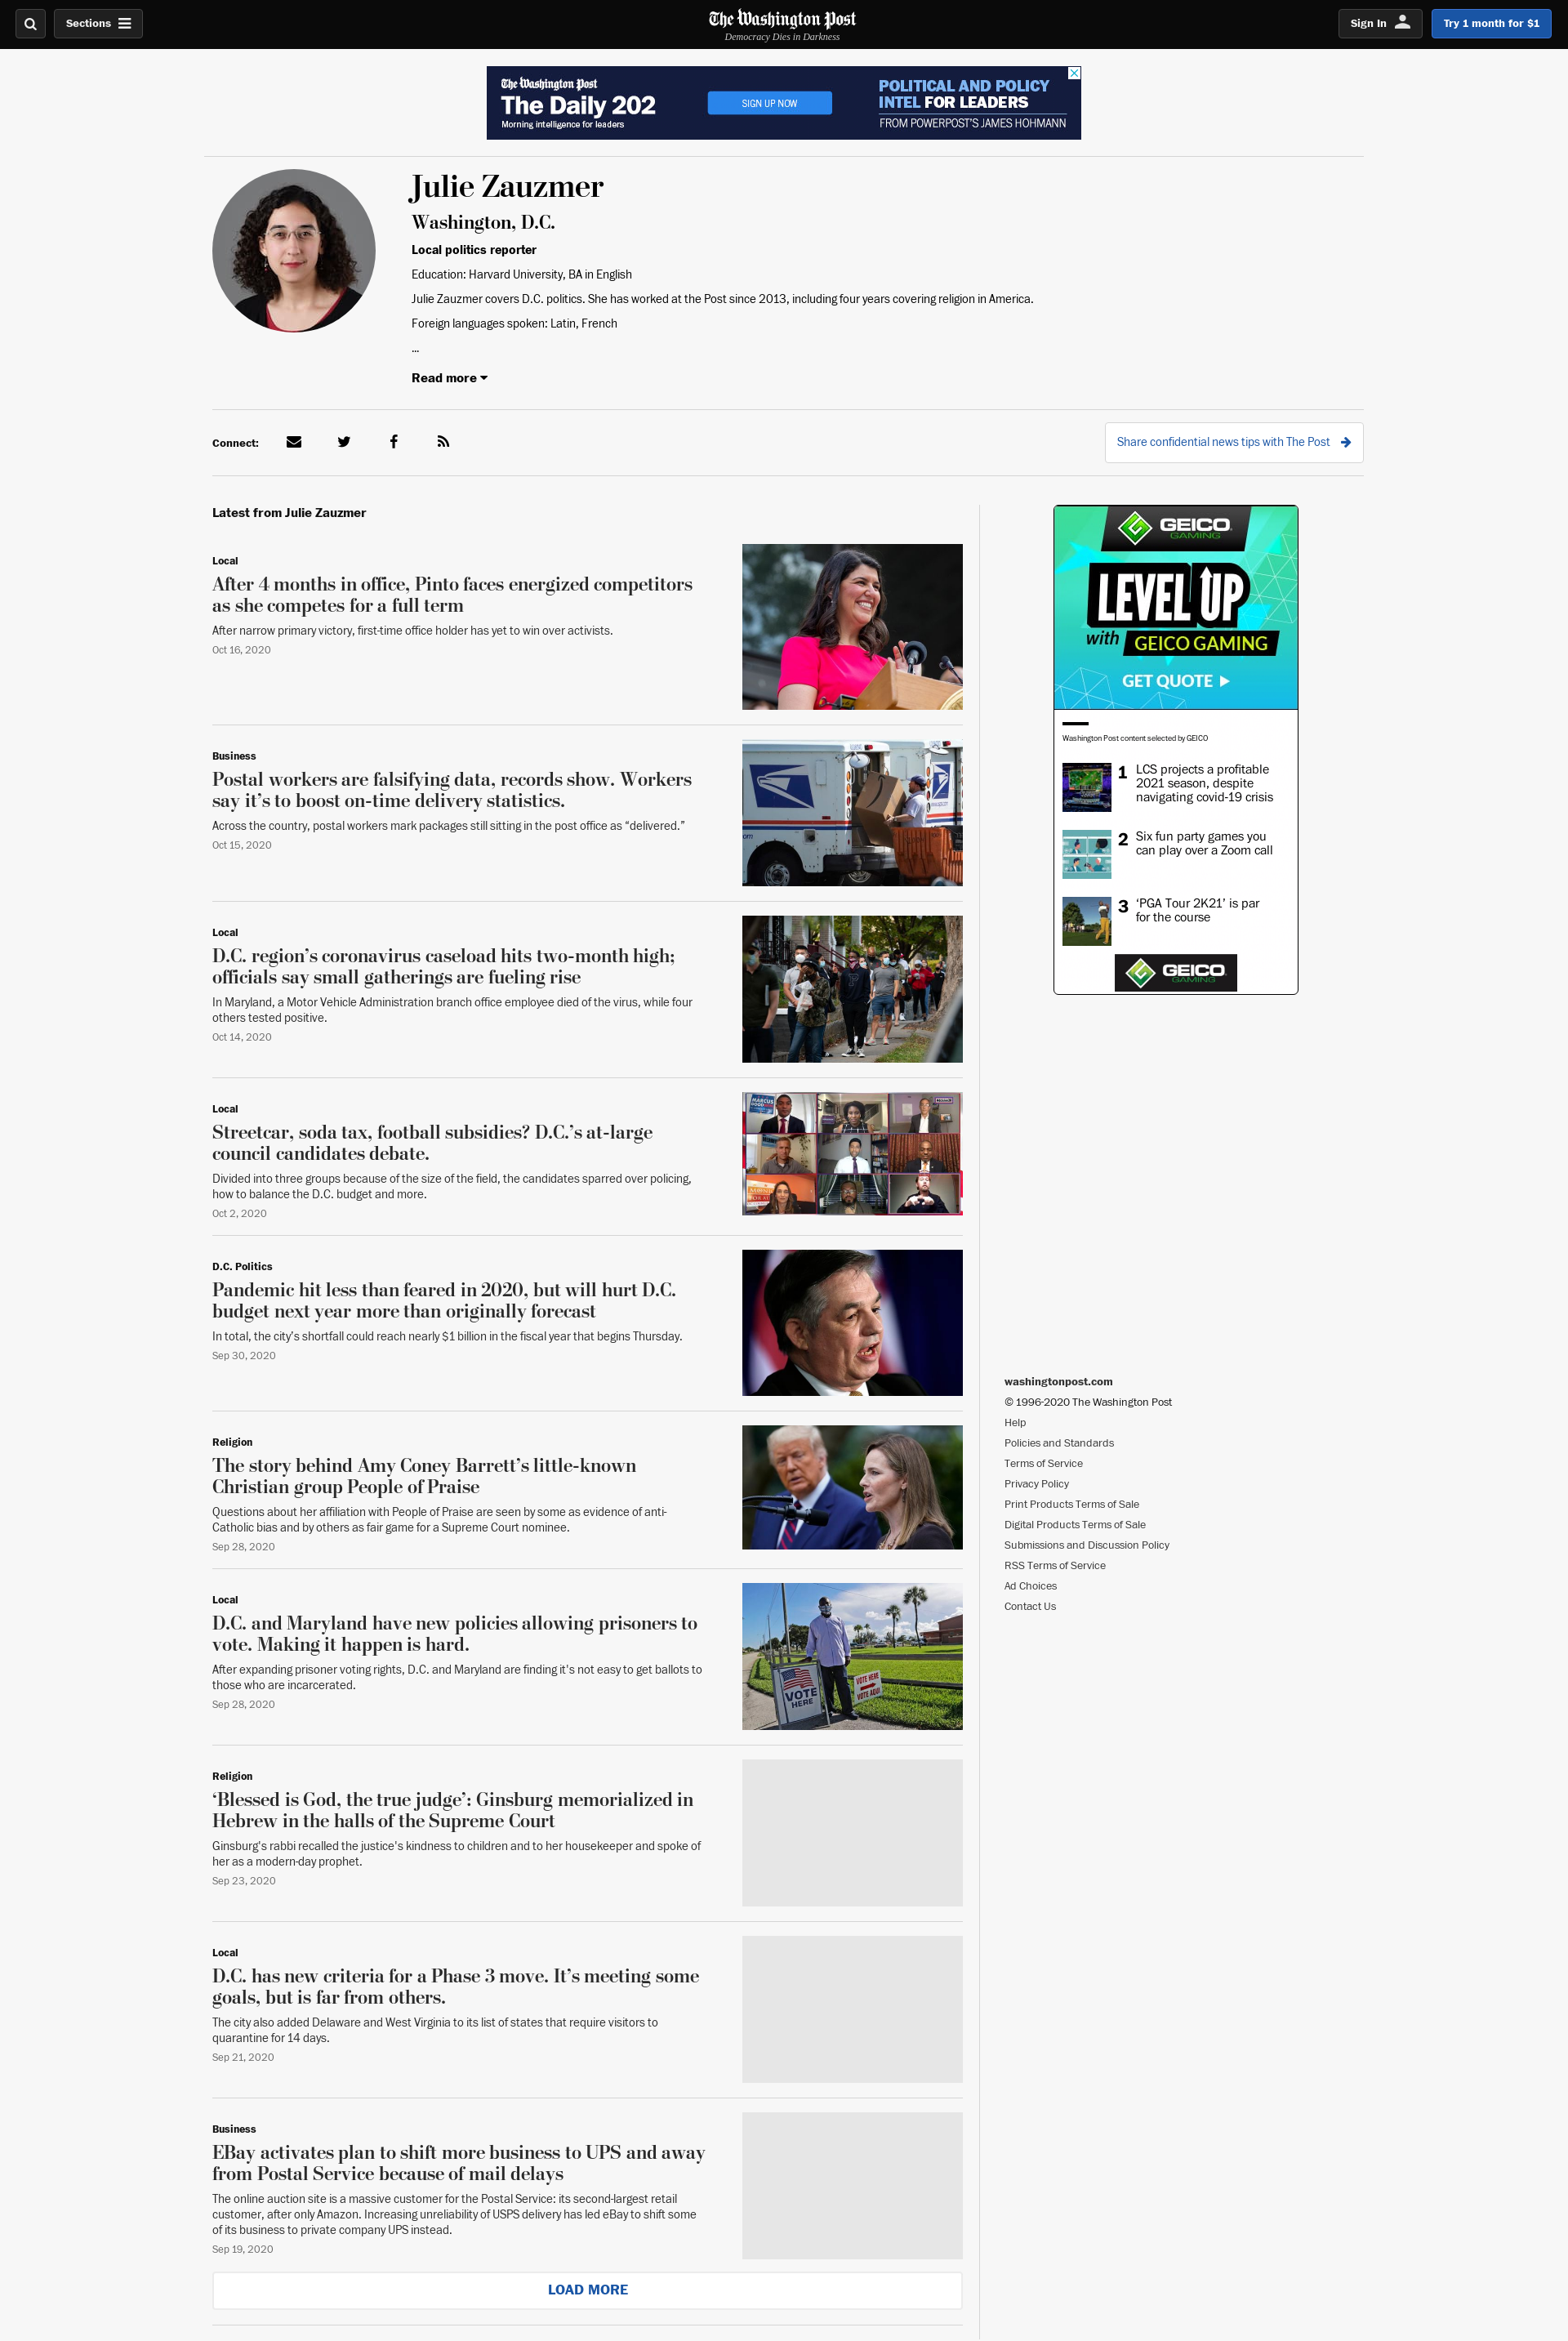 Sections
The Washington Post
Democracy Dies in Darkness
Sign In
Try 1 month for $1
The Washington Post
The Daily 202
Morning intelligence for leaders
SIGN UP NOW
POLITICAL AND POLICY
INTEL FOR LEADERS
FROM POWERPOST'S JAMES HOHMANN
Julie Zauzmer
Washington, D.C.
Local politics reporter
Education: Harvard University, BA in English
Julie Zauzmer covers D.C. politics. She has worked at the Post since 2013, including four years covering religion in America.
Foreign languages spoken: Latin, French
...
Read more
Connect:
Share confidential news tips with The Post
Latest from Julie Zauzmer
Local
After 4 months in office, Pinto faces energized competitors
as she competes for a full term
After narrow primary victory, first-time office holder has yet to win over activists.
Oct 16, 2020
Business
Postal workers are falsifying data, records show. Workers
say it’s to boost on-time delivery statistics.
Across the country, postal workers mark packages still sitting in the post office as “delivered.”
Oct 15, 2020
Local
D.C. region’s coronavirus caseload hits two-month high;
officials say small gatherings are fueling rise
In Maryland, a Motor Vehicle Administration branch office employee died of the virus, while four
others tested positive.
Oct 14, 2020
Local
Streetcar, soda tax, football subsidies? D.C.’s at-large
council candidates debate.
Divided into three groups because of the size of the field, the candidates sparred over policing,
how to balance the D.C. budget and more.
Oct 2, 2020
MARCUS
D.C. Politics
Pandemic hit less than feared in 2020, but will hurt D.C.
budget next year more than originally forecast
In total, the city's shortfall could reach nearly $1 billion in the fiscal year that begins Thursday.
Sep 30, 2020
Religion
The story behind Amy Coney Barrett’s little-known
Christian group People of Praise
Questions about her affiliation with People of Praise are seen by some as evidence of anti-
Catholic bias and by others as fair game for a Supreme Court nominee.
Sep 28, 2020
Local
D.C. and Maryland have new policies allowing prisoners to
vote. Making it happen is hard.
After expanding prisoner voting rights, D.C. and Maryland are finding it's not easy to get ballots to
those who are incarcerated.
Sep 28, 2020
VOTE
HERE
VOTE HERE
VOTE AQUI
Religion
‘Blessed is God, the true judge’: Ginsburg memorialized in
Hebrew in the halls of the Supreme Court
Ginsburg's rabbi recalled the justice's kindness to children and to her housekeeper and spoke of
her as a modern-day prophet.
Sep 23, 2020
Local
D.C. has new criteria for a Phase 3 move. It’s meeting some
goals, but is far from others.
The city also added Delaware and West Virginia to its list of states that require visitors to
quarantine for 14 days.
Sep 21, 2020
Business
EBay activates plan to shift more business to UPS and away
from Postal Service because of mail delays
The online auction site is a massive customer for the Postal Service: its second-largest retail
customer, after only Amazon. Increasing unreliability of USPS delivery has led eBay to shift some
of its business to private company UPS instead.
Sep 19, 2020
LOAD MORE
GEICO
GAMING
LEVEL UP
with GEICO GAMING
GET QUOTE
Washington Post content selected by GEICO
1 LCS projects a profitable
2021 season, despite
navigating covid-19 crisis
2 Six fun party games you
can play over a Zoom call
3 ‘PGA Tour 2K21’ is par
for the course
GEICO
GAMING
washingtonpost.com
© 1996-2020 The Washington Post
Help
Policies and Standards
Terms of Service
Privacy Policy
Print Products Terms of Sale
Digital Products Terms of Sale
Submissions and Discussion Policy
RSS Terms of Service
Ad Choices
Contact Us